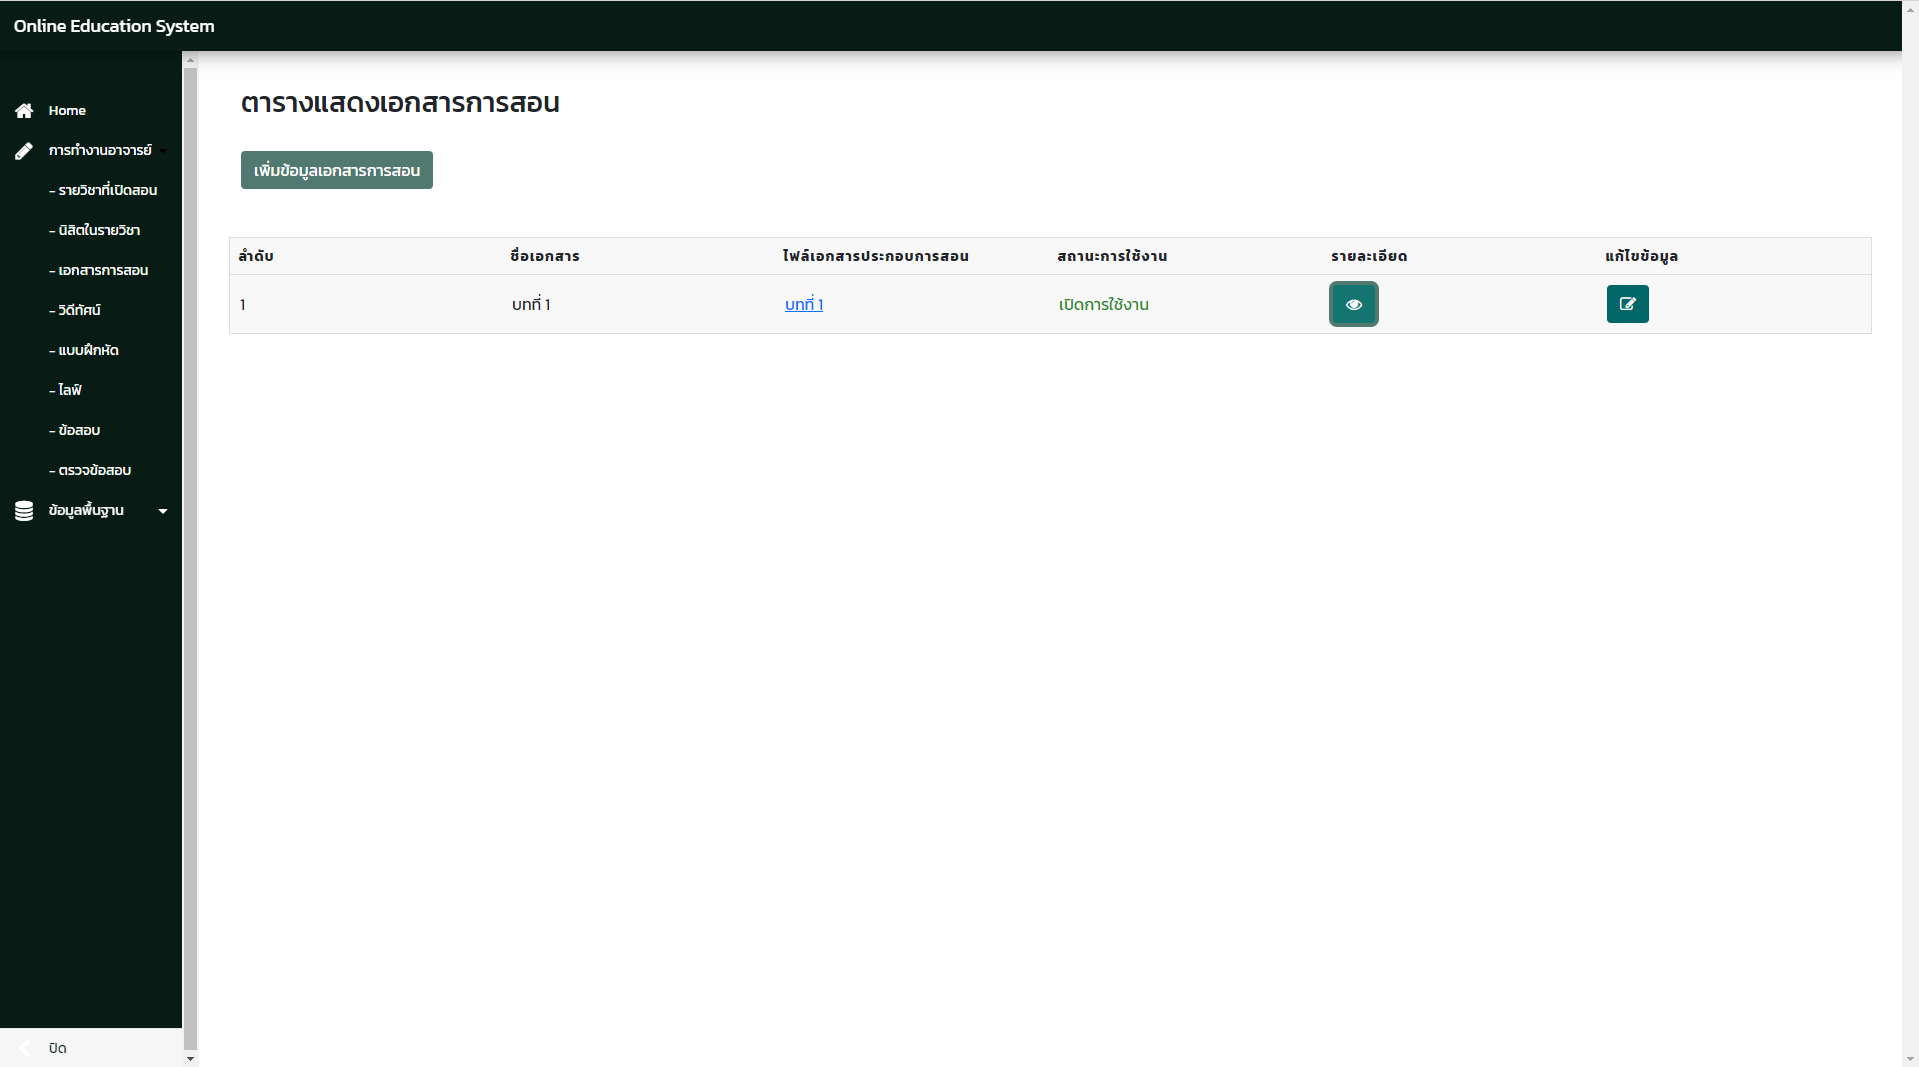 Online Education System
Home
การทำงานอาจารย์
- รายวิชาที่เปิดสอน
- นิสิตในรายวิชา
- เอกสารการสอน
- วิดีทัศน์
- แบบฝึกหัด
- ไลฟ์
- ข้อสอบ
- ตรวจข้อสอบ
ข้อมูลพื้นฐาน
ปิด
ตารางแสดงเอกสารการสอน
เพิ่มข้อมูลเอกสารการสอน
ลำดับ ชื่อเอกสาร ไฟล์เอกสารประกอบการสอน สถานะการใช้งาน รายละเอียด แก้ไขข้อมูล
1 บทที่ 1 บทที่ 1 เปิดการใช้งาน